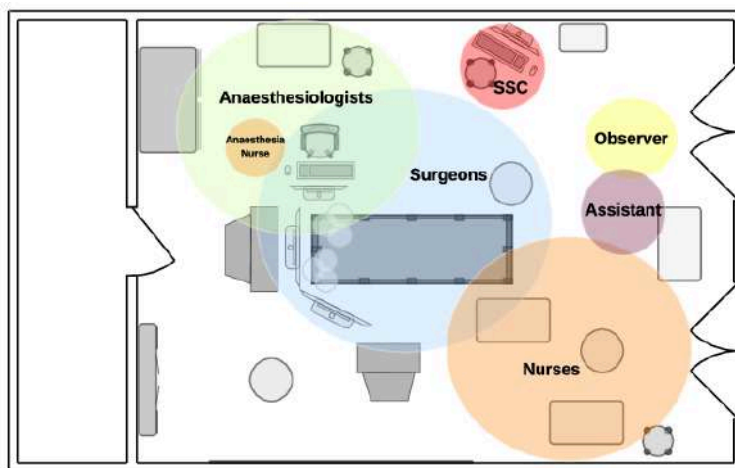 SSC
Anaesthesiologists
Anaesthesia
Nurse
Observer
Surgeons
Assistant
Nurses